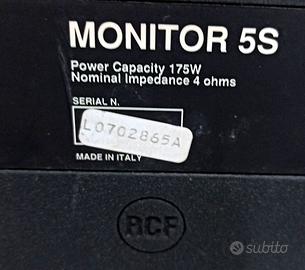 MONITOR 5S
Power Capacity 175W
Nominal Impedance 4 ohms
SERIAL N.
L0702865A
MADE IN ITALY
RCF
subito